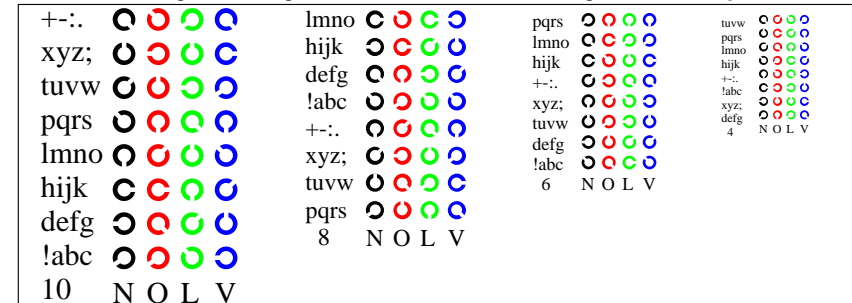 +-:.
xyz;
tuvw
pqrs
lmno
hijk
defg
!abc
10 N O L V
lmno
hijk
defg
!abc
+-:.
xyz;
tuvw
pqrs
8 N O L V
pqrs
lmno
hijk
+-:.
xyz;
tuvw
defg
!abc
6 N O L V
tuvw
pqrs
lmno
hijk
+-:.
!abc
xyz;
defg
4 N O L V